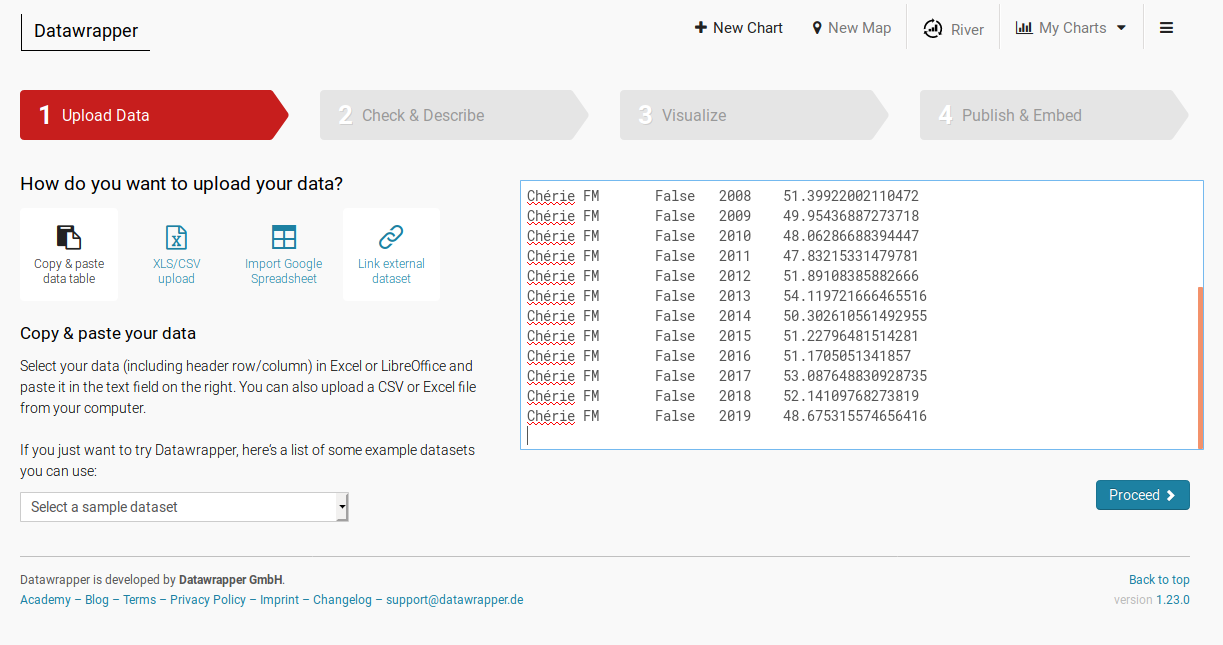 Datawrapper
New Chart
New Map
River
My Charts
1 Upload Data
2 Check & Describe
3 Visualize
4 Publish & Embed
How do you want to upload your data?
Copy & paste
data table
XLS/CSV
upload
Import Google
Spreadsheet
Link external
dataset
Copy & paste your data
Select your data (including header row/column) in Excel or LibreOffice and
paste it in the text field on the right. You can also upload a CSV or Excel file
from your computer.
If you just want to try Datawrapper, here's a list of some example datasets
you can use:
Select a sample dataset
Chérie FM False 2008 51.39922002110472
Chérie FM False 2009 49.95436887273718
Chérie FM False 2010 48.06286688394447
Chérie FM False 2011 47.83215331479781
Chérie FM False 2012 51.89108385882666
Chérie FM False 2013 54.119721666465516
Chérie FM False 2014 50.302610561492955
Chérie FM False 2015 51.22796481514281
Chérie FM False 2016 51.1705051341857
Chérie FM False 2017 53.087648830928735
Chérie FM False 2018 52.14109768273819
Chérie FM False 2019 48.675315574656416
Proceed
Datawrapper is developed by Datawrapper GmbH.
Academy – Blog – Terms – Privacy Policy – Imprint – Changelog – support@datawrapper.de
Back to top
version 1.23.0